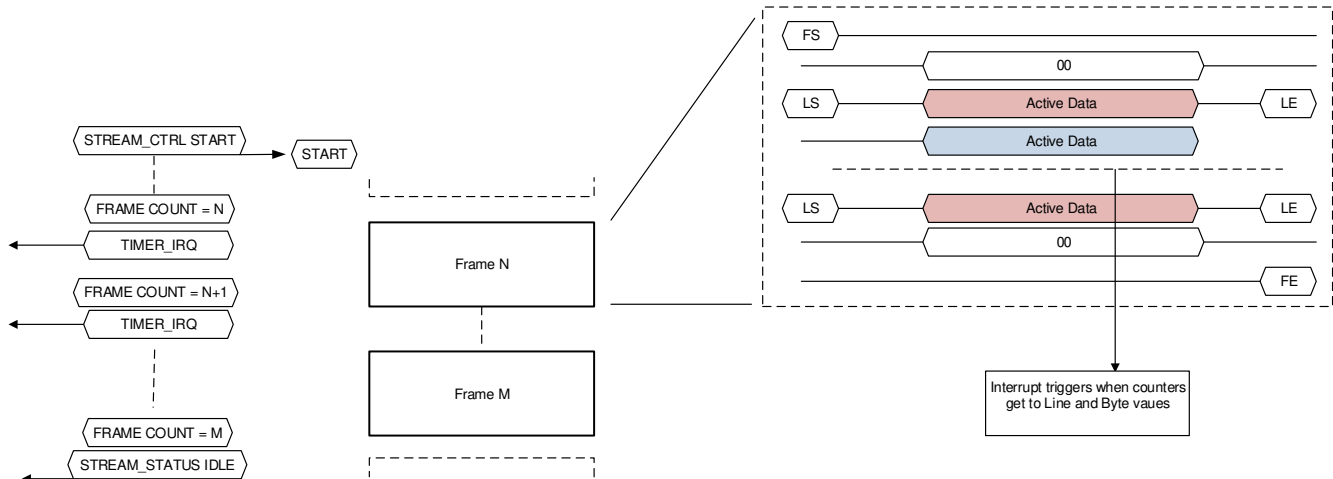 STREAM_CTRL START
START
FRAME COUNT = N
TIMER_IRQ
FRAME COUNT = N+1
TIMER_IRQ
FRAME COUNT = M
STREAM_STATUS IDLE
Frame N
Frame M
FS
00
LS
Active Data
LE
Active Data
LS
Active Data
LE
00
FE
Interrupt triggers when counters
get to Line and Byte vaues